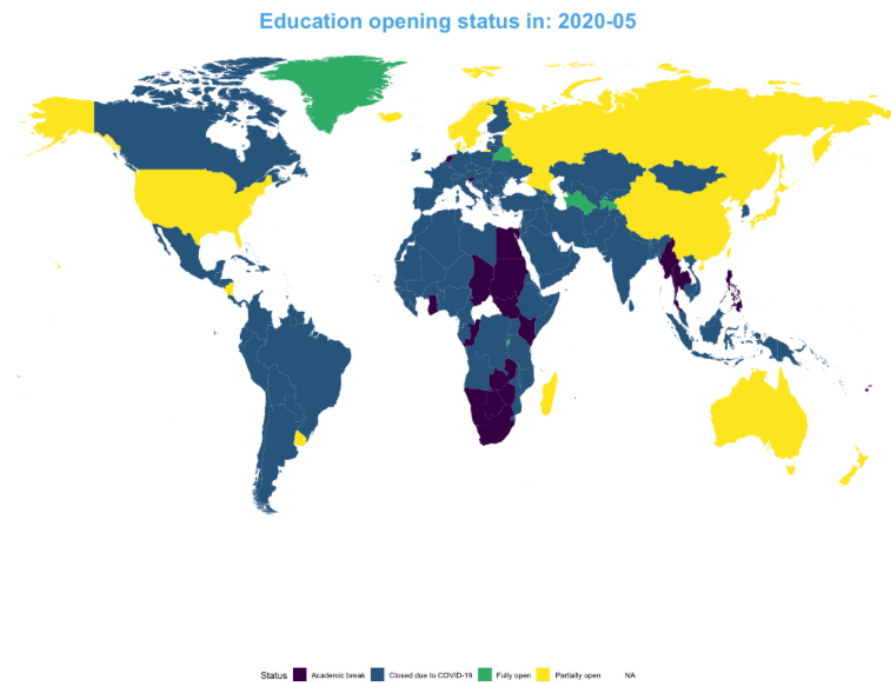 Education opening status in: 2020-05
Status Academic break Closed due to COVID-19 Fully open Partially open NA